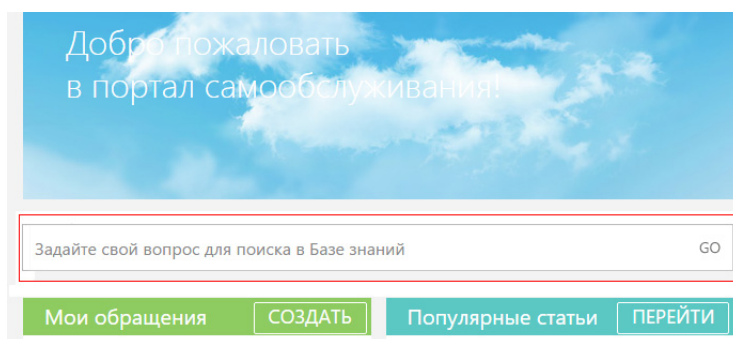 Добро пожаловать
в портал самообслуживания!
Задайте свой вопрос для поиска в Базе знаний GO
Мои обращения СОЗДАТЬ Популярные статьи ПЕРЕЙТИ